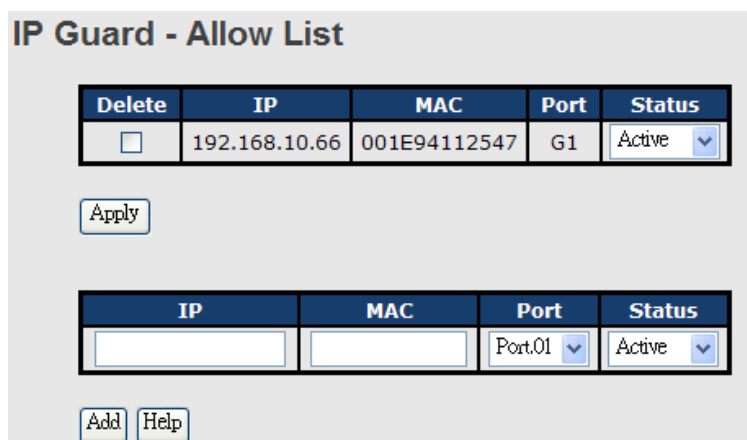 IP Guard - Allow List
Delete IP MAC Port Status
192.168.10.66 001E94112547 G1 Active
Apply
IP MAC Port Status
Port.01 Active
Add Help